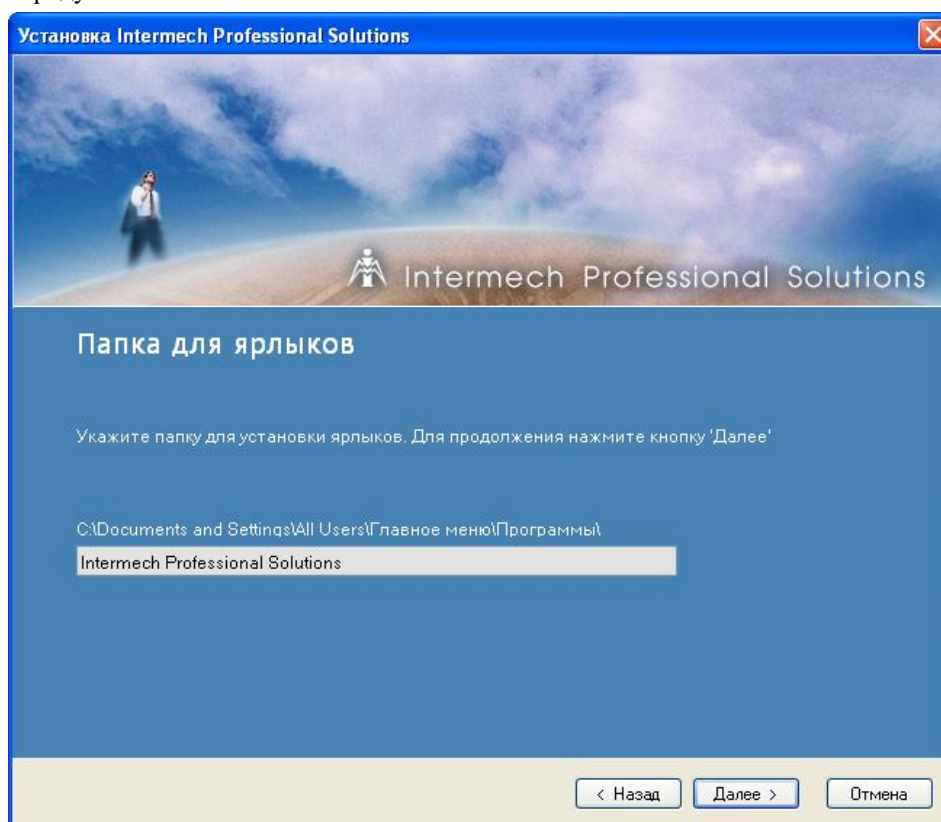 Установка Intermech Professional Solutions
Intermech Professional Solutions
Папка для ярлыков
Укажите папку для установки ярлыков. Для продолжения нажмите кнопку 'Далее'
C:\Documents and Settings\All Users\Главное меню\Программы\
Intermech Professional Solutions
< Назад Далее > Отмена